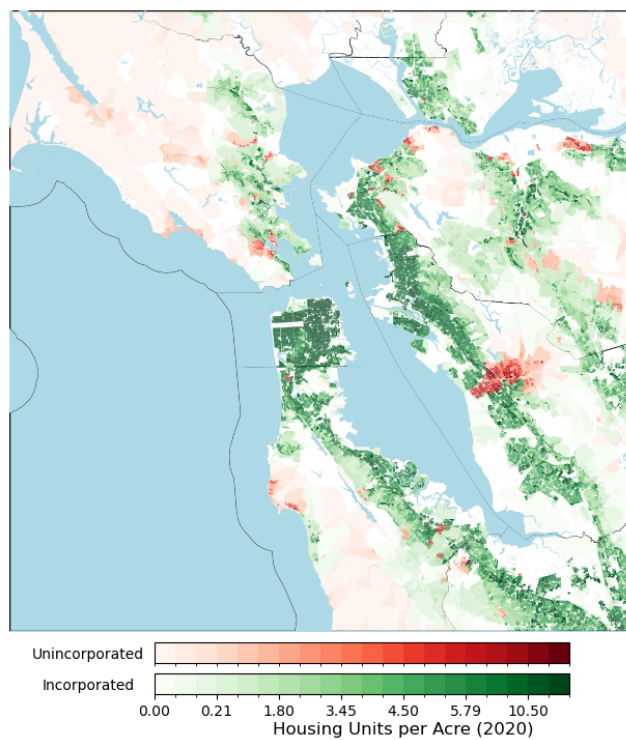 Unincorporated
Incorporated
0.00 0.21 1.80 3.45 4.50 5.79 10.50
Housing Units per Acre (2020)